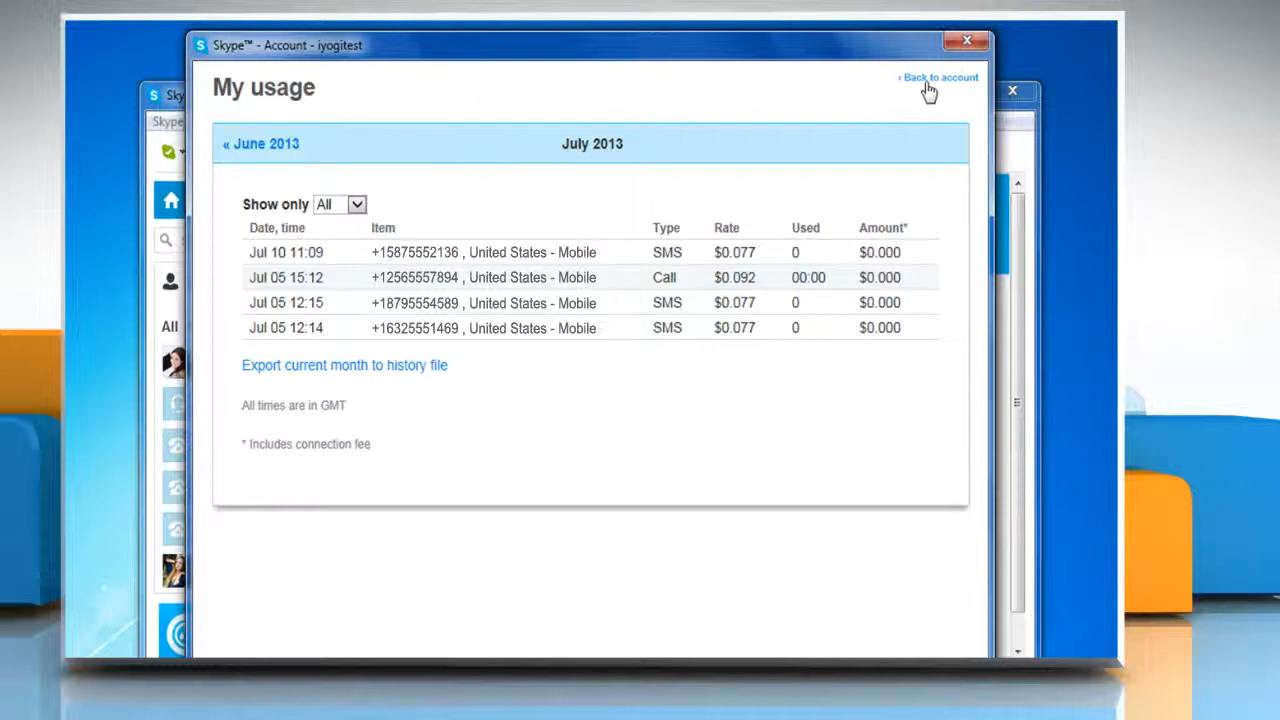 Skype™ - Account - iyogitest
My usage
‹ Back to account
« June 2013 July 2013
Show only All
Date, time Item Type Rate Used Amount*
Jul 10 11:09 +15875552136 , United States - Mobile SMS $0.077 0 $0.000
Jul 05 15:12 +12565557894 , United States - Mobile Call $0.092 00:00 $0.000
Jul 05 12:15 +18795554589 , United States - Mobile SMS $0.077 0 $0.000
Jul 05 12:14 +16325551469 , United States - Mobile SMS $0.077 0 $0.000
Export current month to history file
All times are in GMT
* Includes connection fee
Sky
Skype
All